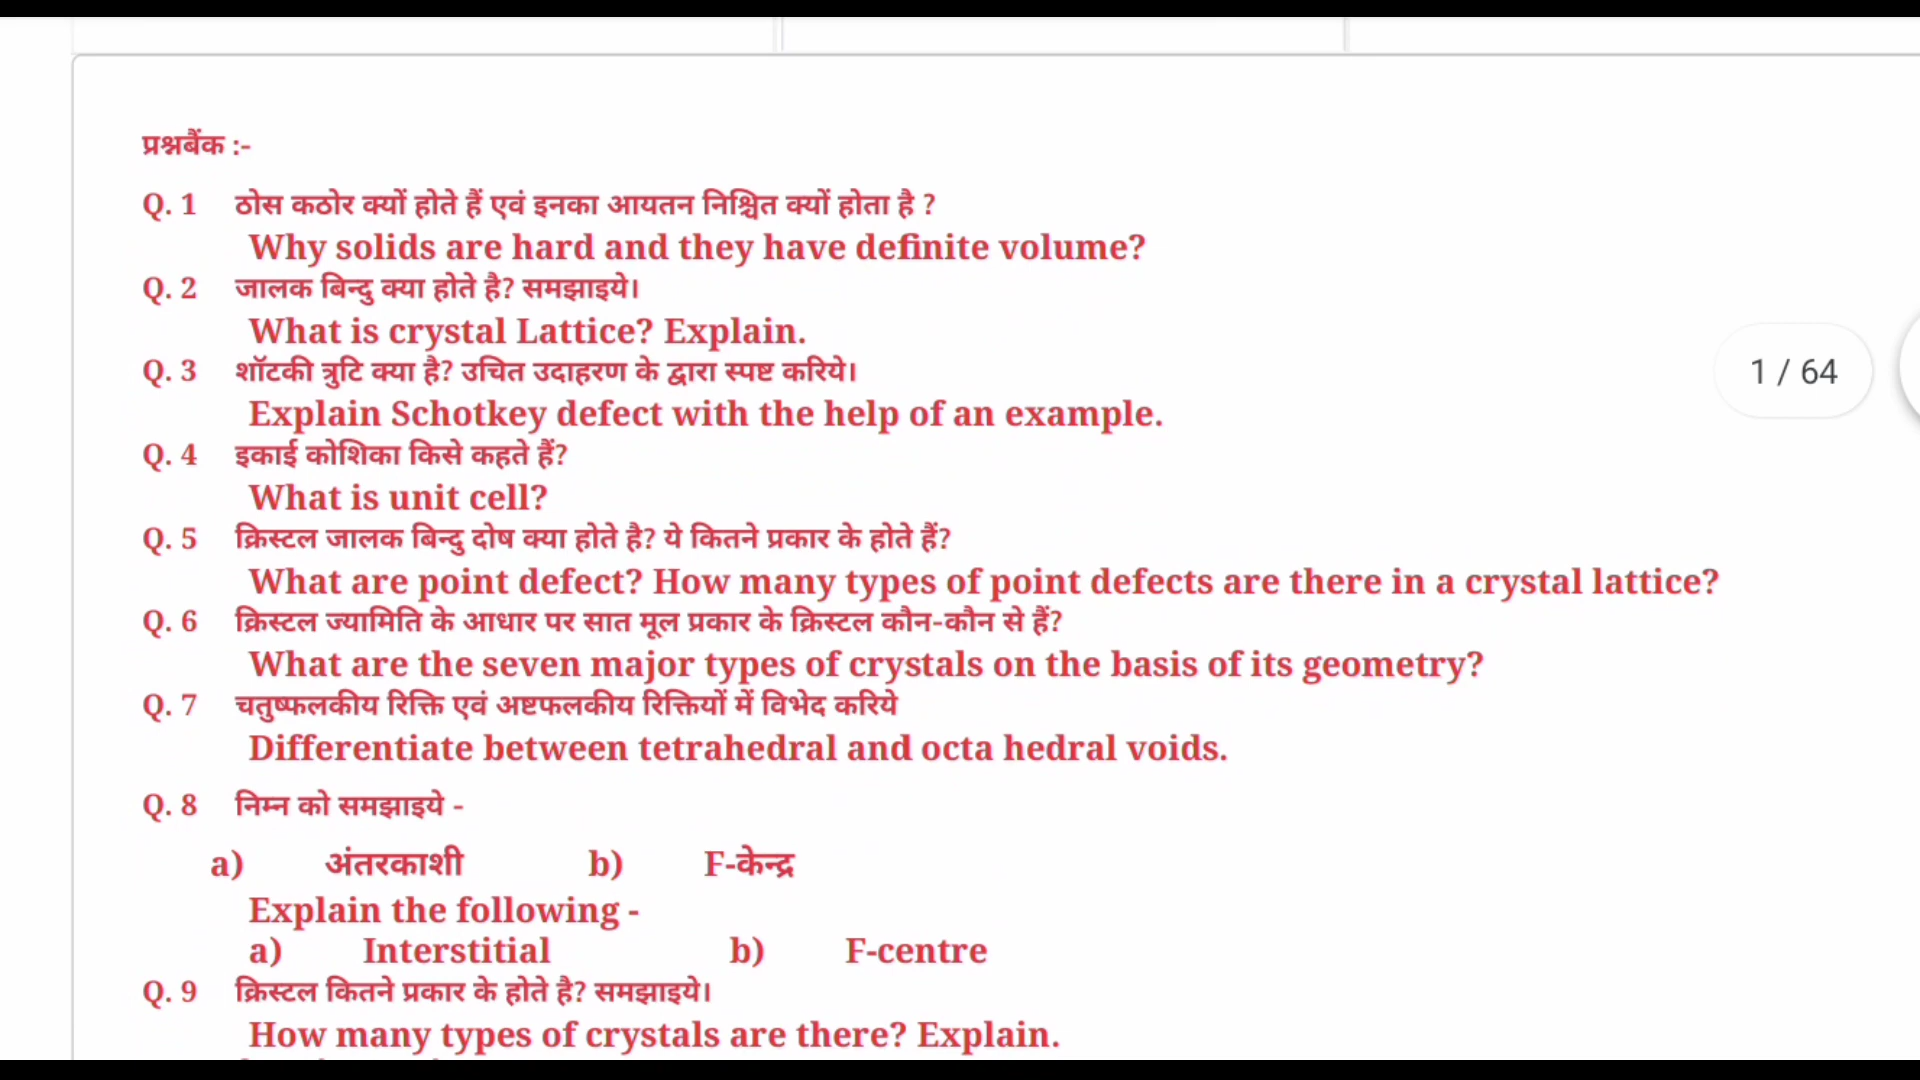 प्रश्नबैंक :-
Q. 1 ठोस कठोर क्यों होते हैं एवं इनका आयतन निश्चित क्यों होता है ?
Why solids are hard and they have definite volume?
Q. 2 जालक बिन्दु क्या होते है? समझाइये।
What is crystal Lattice? Explain.
Q. 3 शॉटकी त्रुटि क्या है? उचित उदाहरण के द्वारा स्पष्ट करिये।
Explain Schotkey defect with the help of an example.
Q. 4 इकाई कोशिका किसे कहते हैं?
What is unit cell?
Q. 5 क्रिस्टल जालक बिन्दु दोष क्या होते है? ये कितने प्रकार के होते हैं?
What are point defect? How many types of point defects are there in a crystal lattice?
Q. 6 क्रिस्टल ज्यामिति के आधार पर सात मूल प्रकार के क्रिस्टल कौन-कौन से हैं?
What are the seven major types of crystals on the basis of its geometry?
Q. 7 चतुष्फलकीय रिक्ति एवं अष्टफलकीय रिक्तियों में विभेद करिये
Differentiate between tetrahedral and octa hedral voids.
Q. 8 निम्न को समझाइये -
a) अंतरकाशी b) F-केन्द्र
Explain the following -
a) Interstitial b) F-centre
Q. 9 क्रिस्टल कितने प्रकार के होते है? समझाइये।
How many types of crystals are there? Explain.
1 / 64